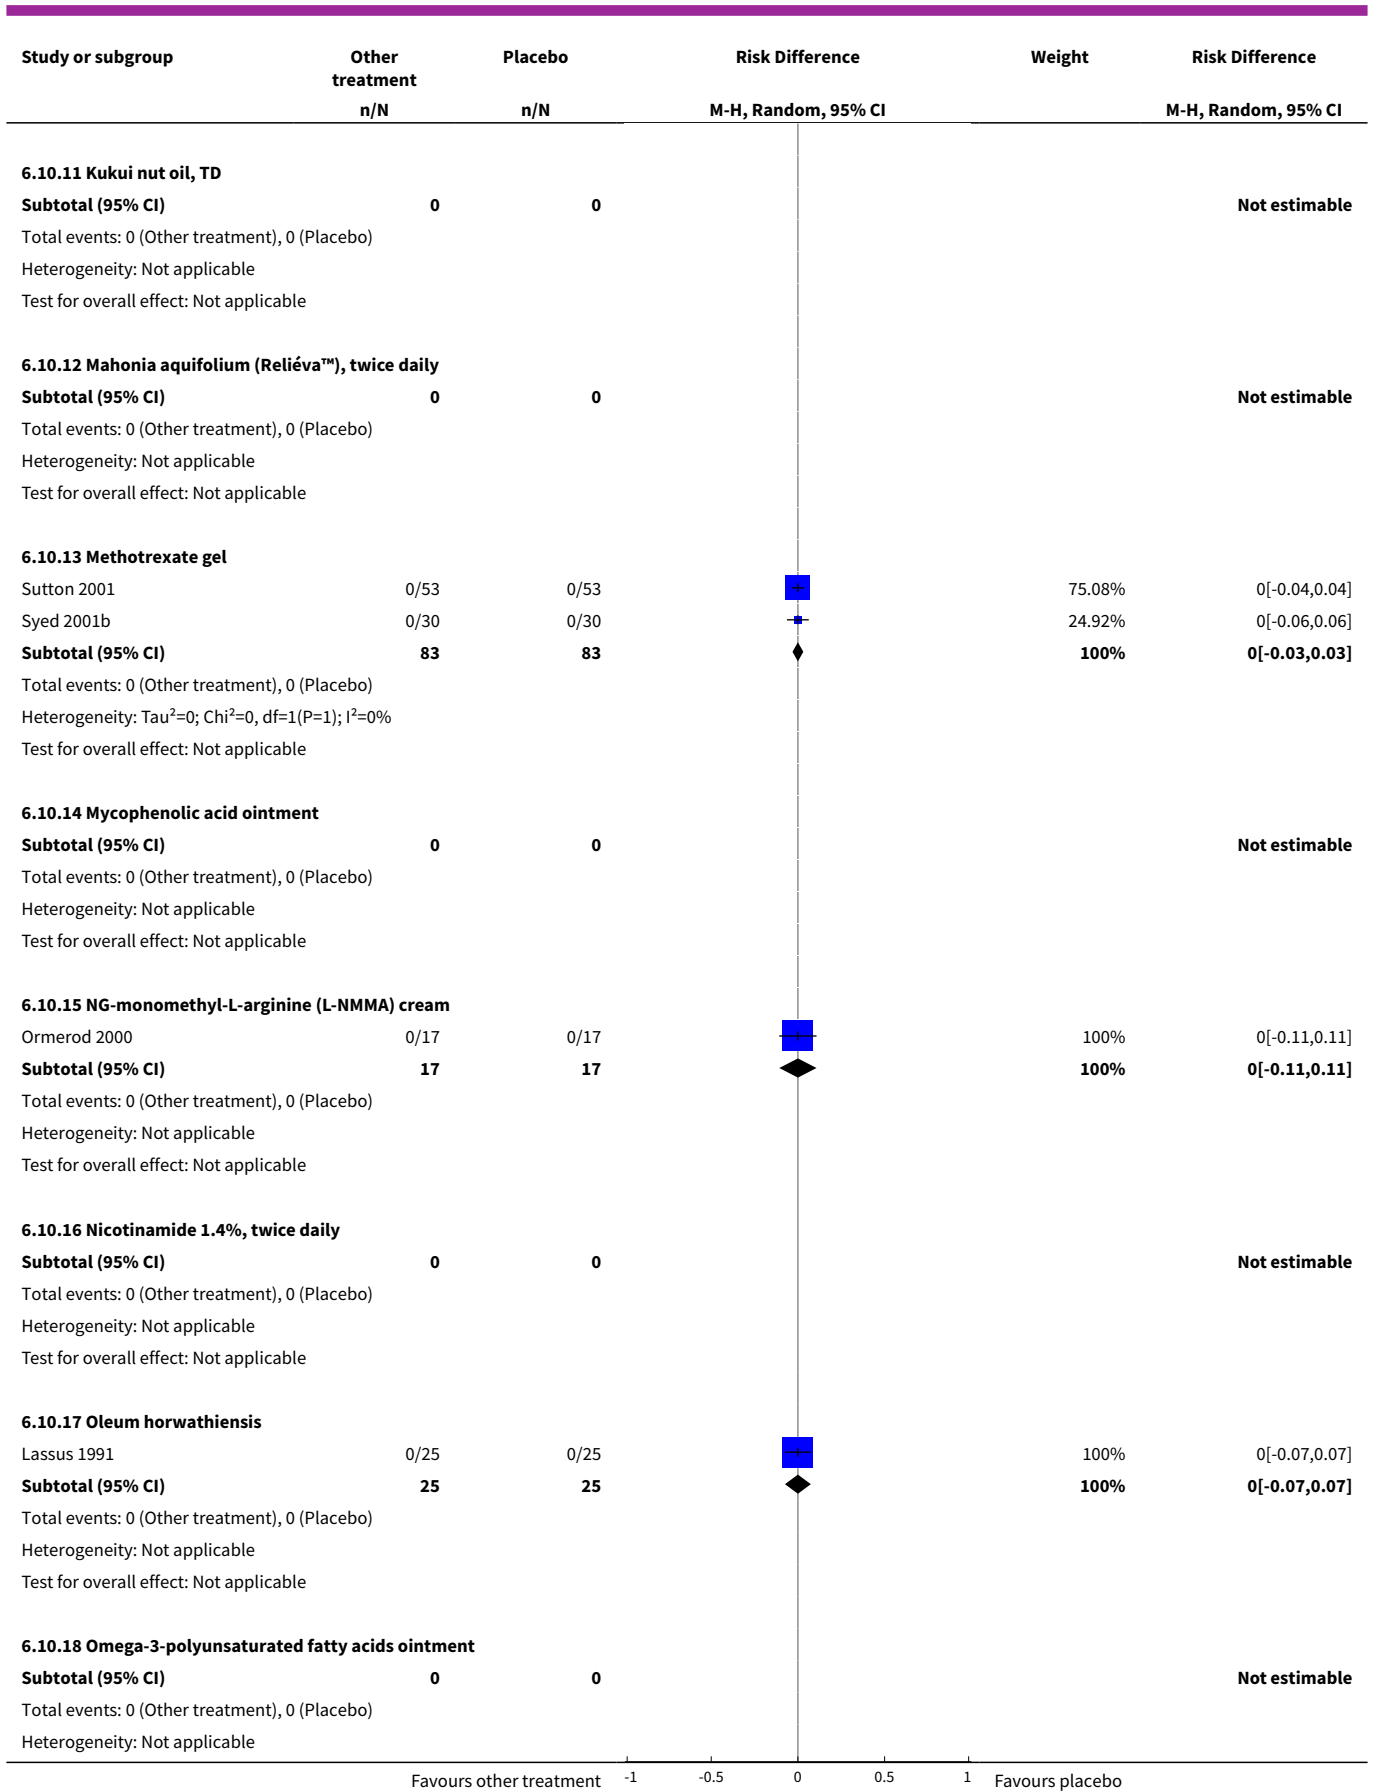 Study or subgroup Other treatment Placebo Risk Difference Weight Risk Difference
n/N n/N M-H, Random, 95% CI M-H, Random, 95% CI
6.10.11 Kukui nut oil, TD
Subtotal (95% CI) 0 0 Not estimable
Total events: 0 (Other treatment), 0 (Placebo)
Heterogeneity: Not applicable
Test for overall effect: Not applicable
6.10.12 Mahonia aquifolium (Reliéva™), twice daily
Subtotal (95% CI) 0 0 Not estimable
Total events: 0 (Other treatment), 0 (Placebo)
Heterogeneity: Not applicable
Test for overall effect: Not applicable
6.10.13 Methotrexate gel
Sutton 2001 0/53 0/53 75.08% 0[-0.04,0.04]
Syed 2001b 0/30 0/30 24.92% 0[-0.06,0.06]
Subtotal (95% CI) 83 83 100% 0[-0.03,0.03]
Total events: 0 (Other treatment), 0 (Placebo)
Heterogeneity: Tau²=0; Chi²=0, df=1(P=1); I²=0%
Test for overall effect: Not applicable
6.10.14 Mycophenolic acid ointment
Subtotal (95% CI) 0 0 Not estimable
Total events: 0 (Other treatment), 0 (Placebo)
Heterogeneity: Not applicable
Test for overall effect: Not applicable
6.10.15 NG-monomethyl-L-arginine (L-NMMA) cream
Ormerod 2000 0/17 0/17 100% 0[-0.11,0.11]
Subtotal (95% CI) 17 17 100% 0[-0.11,0.11]
Total events: 0 (Other treatment), 0 (Placebo)
Heterogeneity: Not applicable
Test for overall effect: Not applicable
6.10.16 Nicotinamide 1.4%, twice daily
Subtotal (95% CI) 0 0 Not estimable
Total events: 0 (Other treatment), 0 (Placebo)
Heterogeneity: Not applicable
Test for overall effect: Not applicable
6.10.17 Oleum horwathiensis
Lassus 1991 0/25 0/25 100% 0[-0.07,0.07]
Subtotal (95% CI) 25 25 100% 0[-0.07,0.07]
Total events: 0 (Other treatment), 0 (Placebo)
Heterogeneity: Not applicable
Test for overall effect: Not applicable
6.10.18 Omega-3-polyunsaturated fatty acids ointment
Subtotal (95% CI) 0 0 Not estimable
Total events: 0 (Other treatment), 0 (Placebo)
Heterogeneity: Not applicable
Favours other treatment -1 -0.5 0 0.5 1 Favours placebo